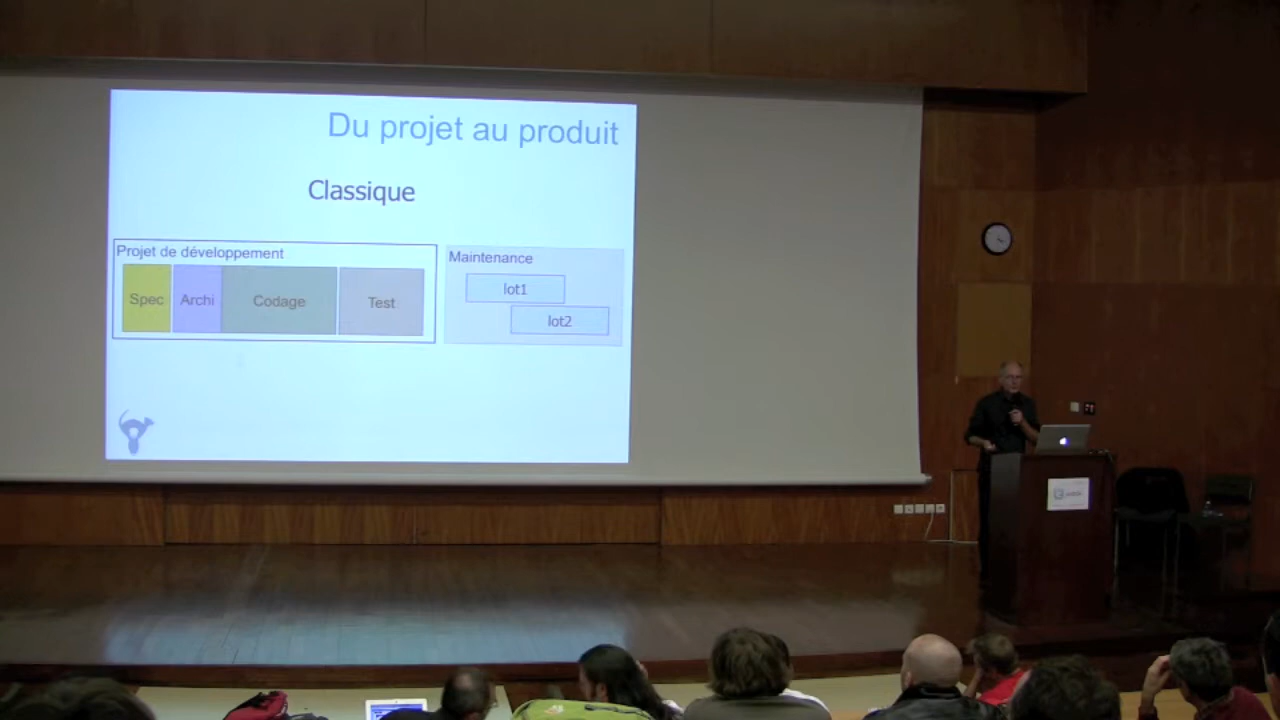 Du projet au produit
Classique
Projet de développement
Spec
Archi
Codage
Test
Maintenance
lot1
lot2